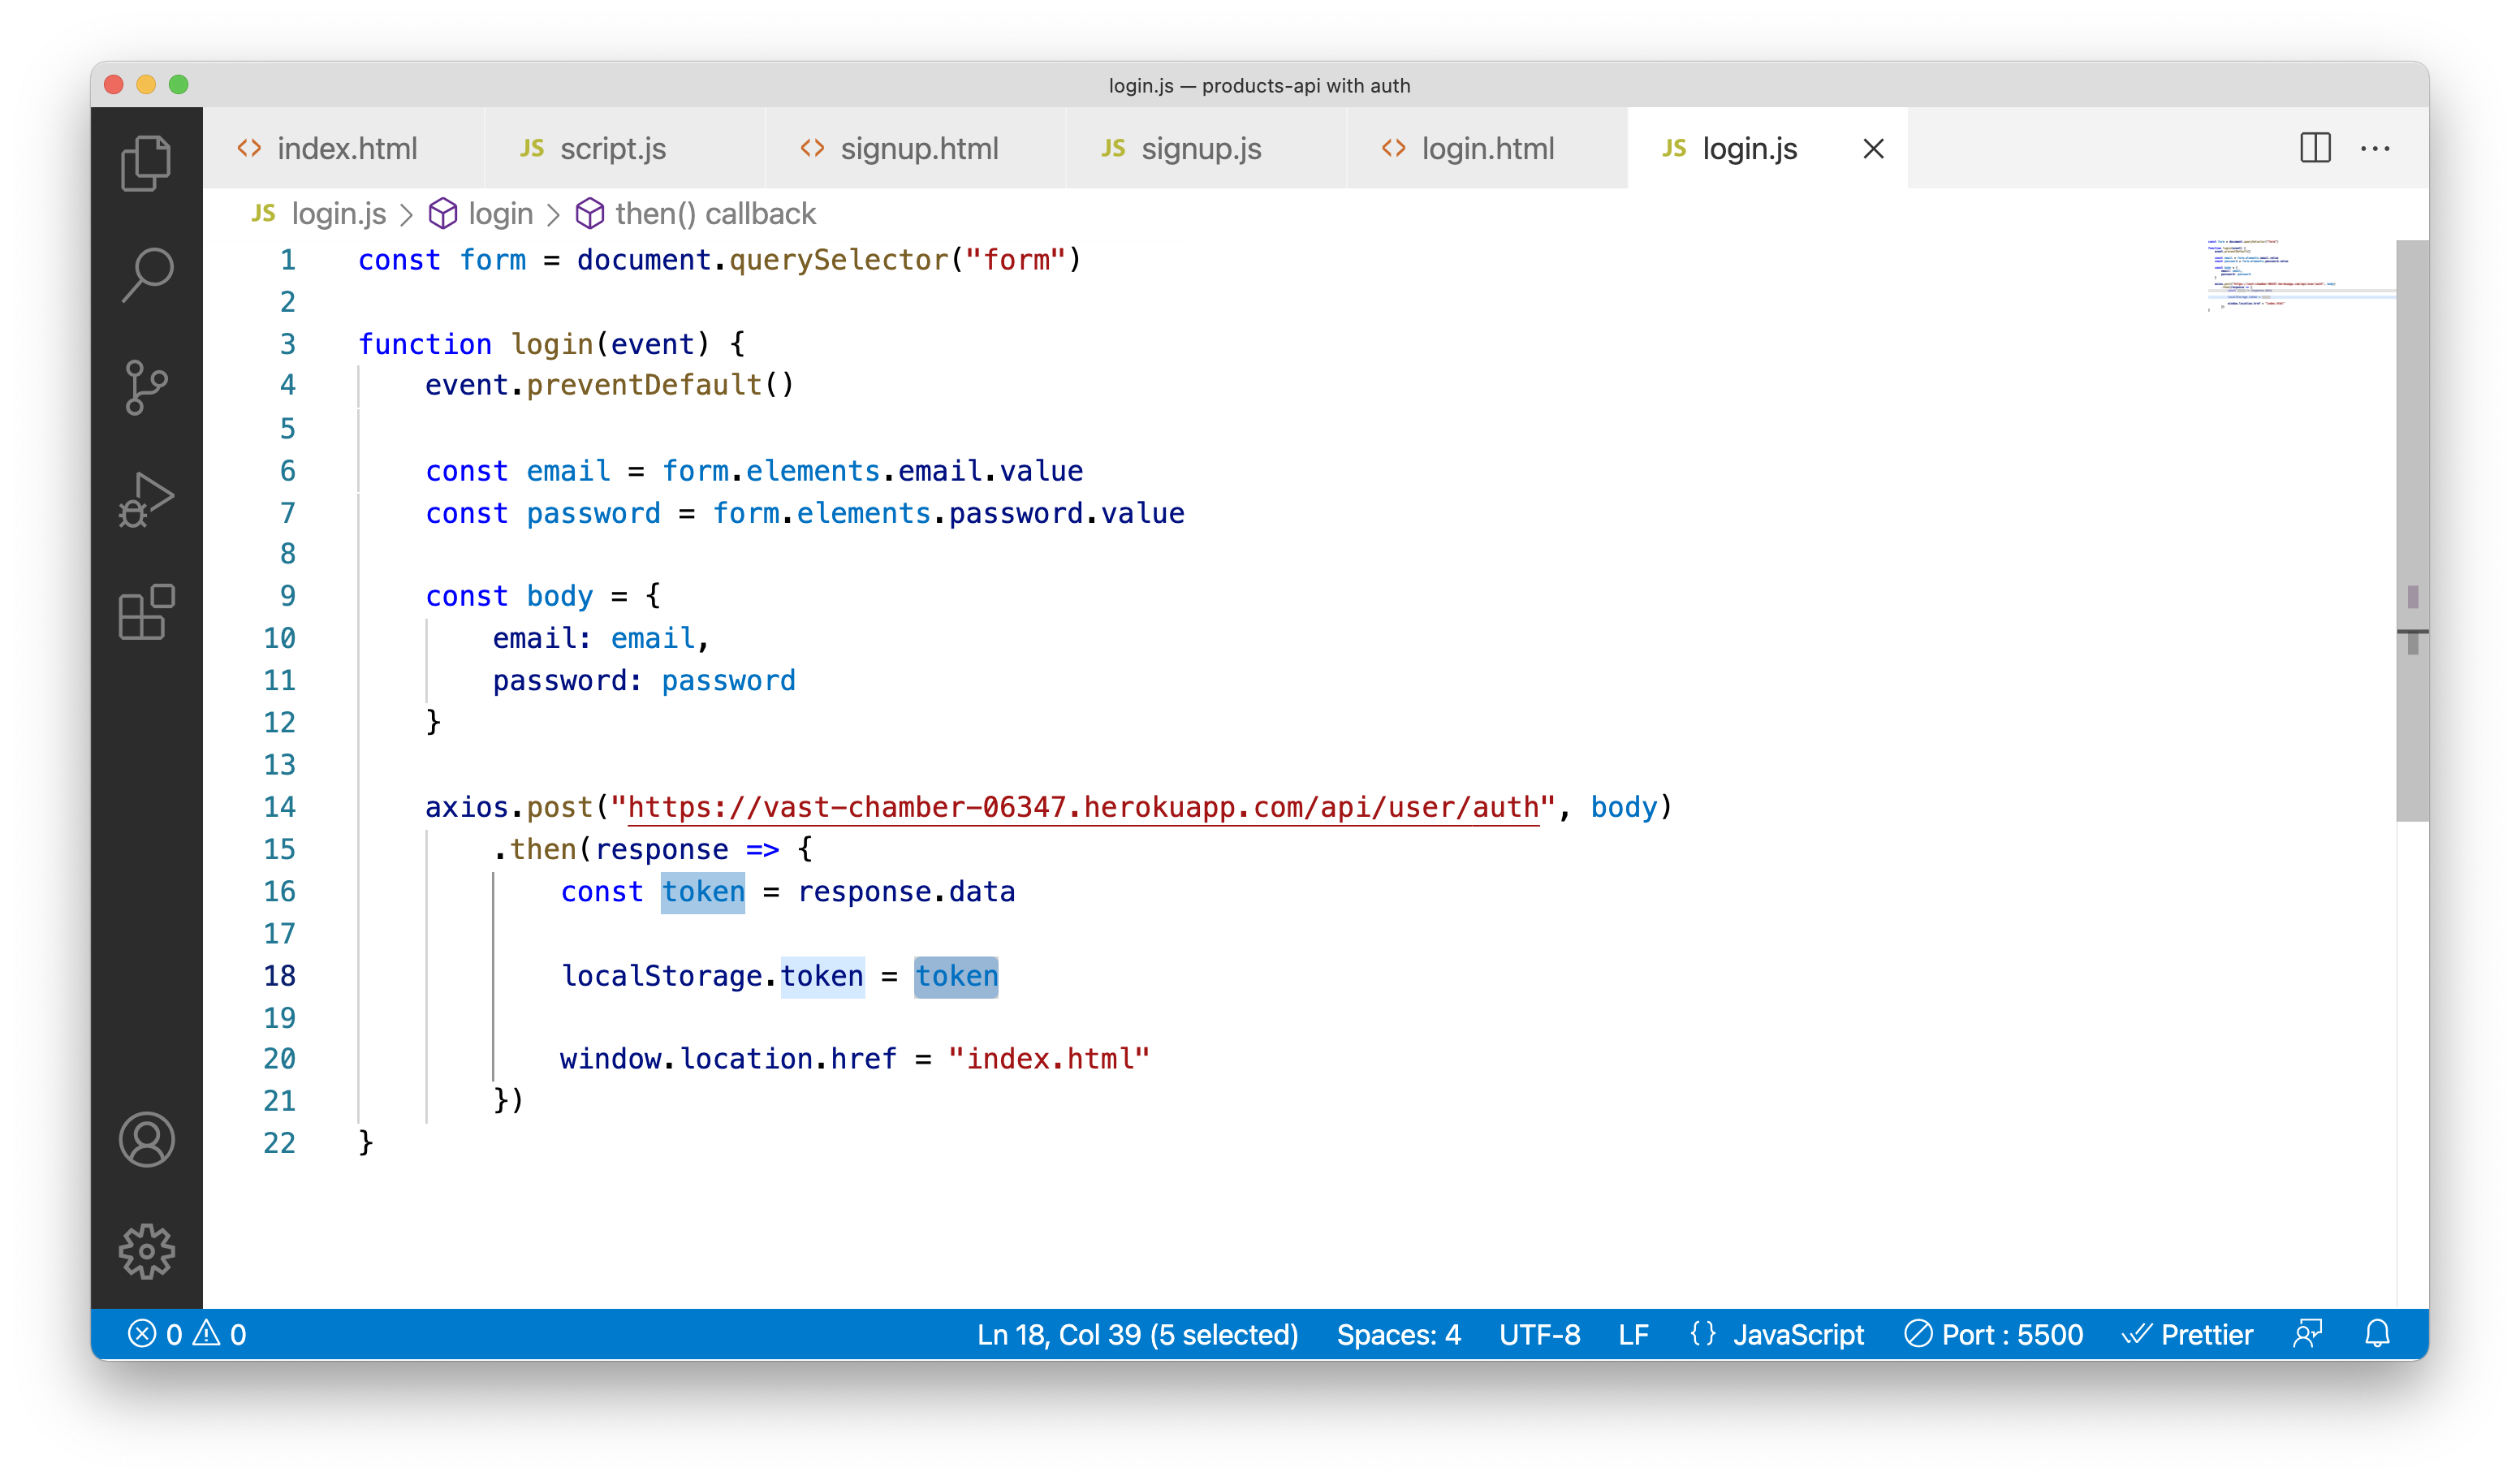 login.js — products-api with auth
index.html JS script.js signup.html JS signup.js login.html JS login.js
JS login.js > login > then() callback
1 const form = document.querySelector("form")
2
3 function login(event) {
4     event.preventDefault()
5
6     const email = form.elements.email.value
7     const password = form.elements.password.value
8
9     const body = {
10         email: email,
11         password: password
12     }
13
14     axios.post("https://vast-chamber-06347.herokuapp.com/api/user/auth", body)
15         .then(response => {
16             const token = response.data
17
18             localStorage.token = token
19
20             window.location.href = "index.html"
21         })
22 }
0 0 Ln 18, Col 39 (5 selected) Spaces: 4 UTF-8 LF {} JavaScript Port : 5500 Prettier